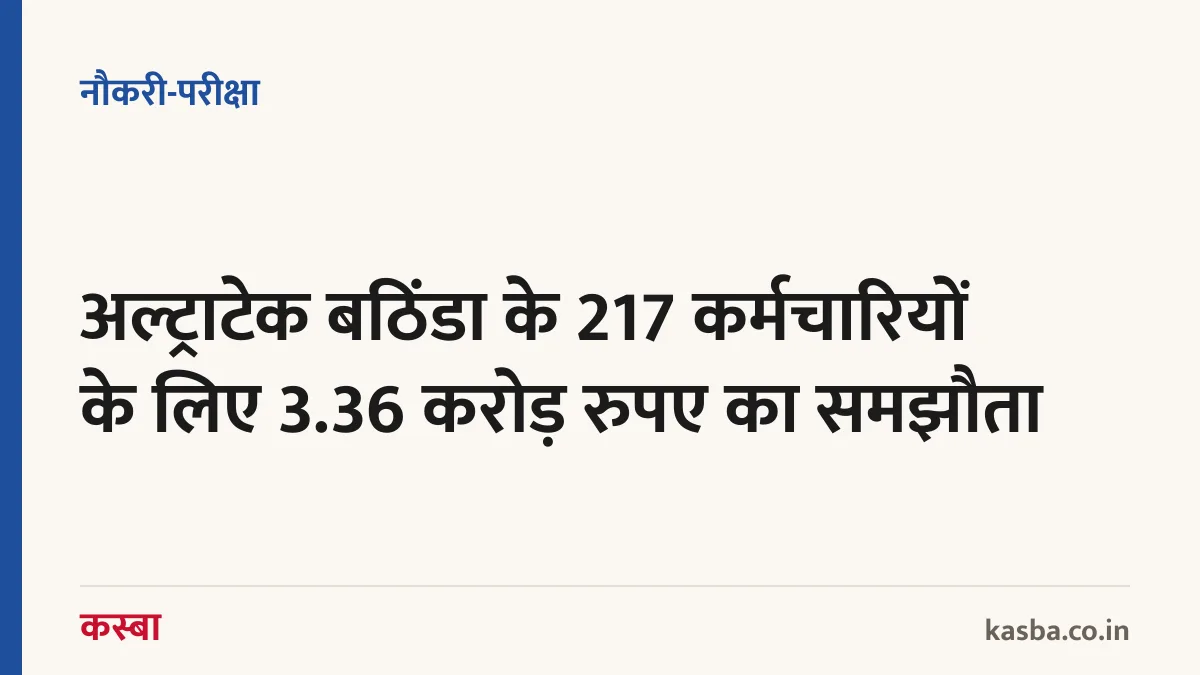 नौकरी-परीक्षा
अल्ट्राटेक बठिंडा के 217 कर्मचारियों
के लिए 3.36 करोड़ रुपए का समझौता
कस्बा
kasba.co.in